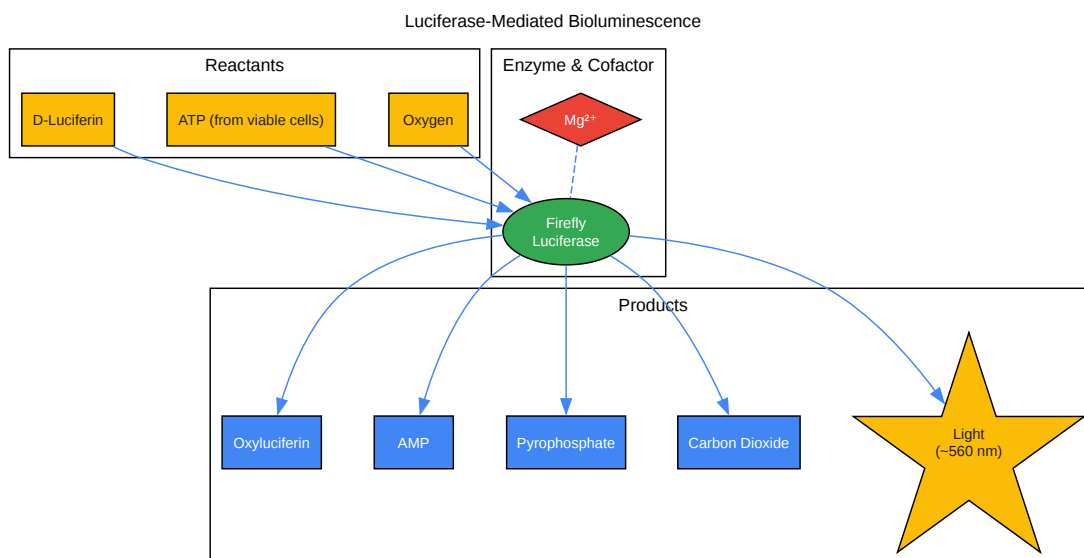 Luciferase-Mediated Bioluminescence
Reactants
Enzyme & Cofactor
D-Luciferin
ATP (from viable cells)
Oxygen
Mg²⁺
Firefly
Luciferase
Products
Oxyluciferin
AMP
Pyrophosphate
Carbon Dioxide
Light
(~560 nm)